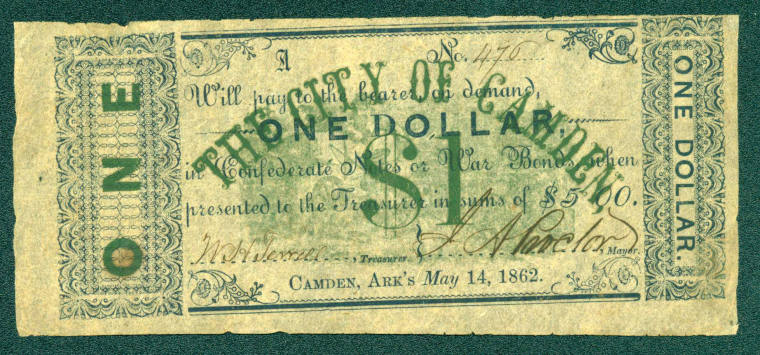 ONE
A No. 476
THE CITY OF CAMDEN,
Will pay to the bearer, on demand,
ONE DOLLAR,
in Confederate Notes or War Bonds, when
$1
presented to the Treasurer in sums of $5 00.
W. H. , Treasurer. J. A. , Mayor.
CAMDEN, ARK'S May 14, 1862.
ONE DOLLAR.